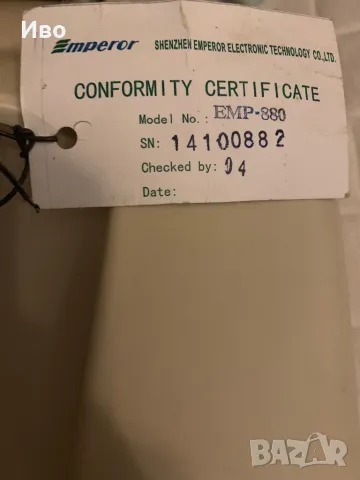 Иво
Emperor SHENZHEN EMPEROR ELECTRONIC TECHNOLOGY CO.,LTD.
CONFORMITY CERTIFICATE
Model No.: EMP-880
SN: 14100882
Checked by: 04
Date:
BAZAR